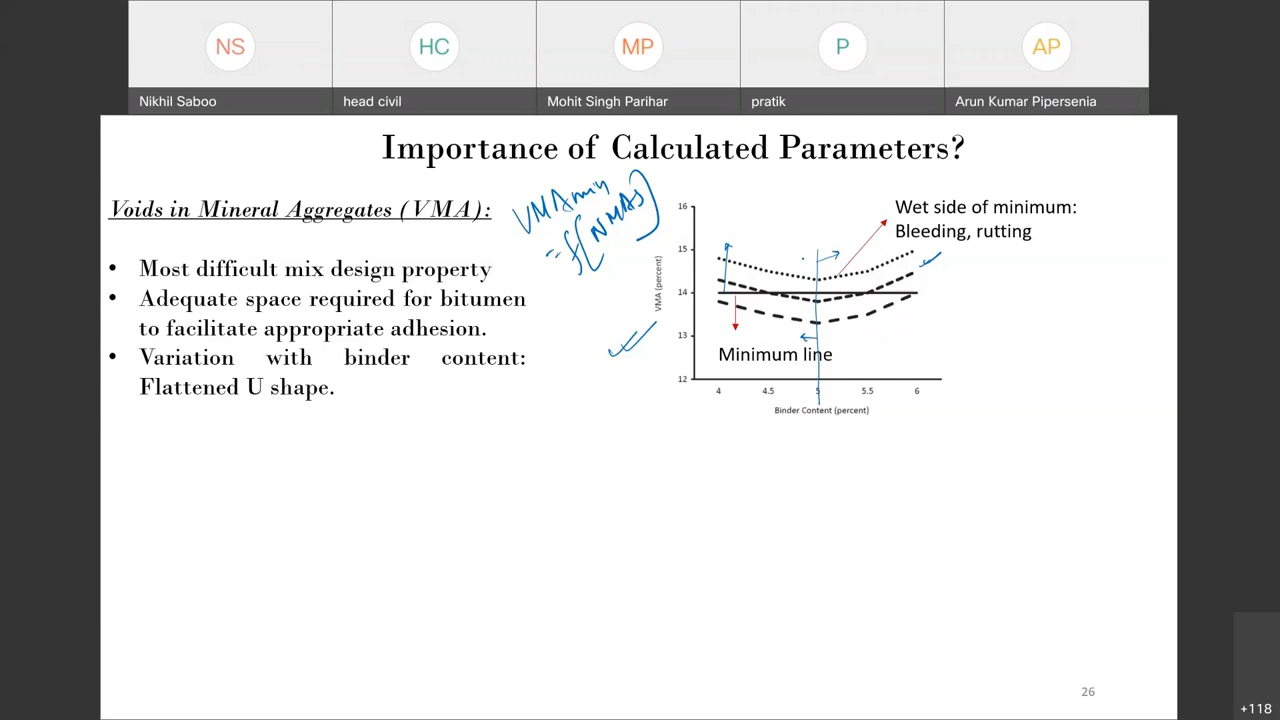 NS
HC
MP
P
AP
Nikhil Saboo
head civil
Mohit Singh Parihar
pratik
Arun Kumar Pipersenia
Importance of Calculated Parameters?
Voids in Mineral Aggregates (VMA):
• Most difficult mix design property
• Adequate space required for bitumen
to facilitate appropriate adhesion.
• Variation with binder content:
Flattened U shape.
VMAmin
= f(NMAS)
16
15
14
13
12
VMA (percent)
Wet side of minimum:
Bleeding, rutting
Minimum line
4
4.5
5
5.5
6
Binder Content (percent)
26
+118